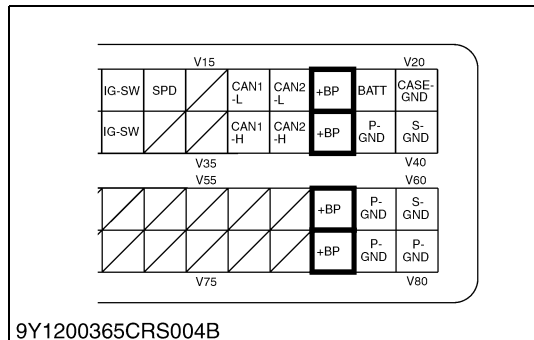 V15 V20
IG-SW SPD CAN1 -L CAN2 -L +BP BATT CASE- GND
IG-SW CAN1 -H CAN2 -H +BP P- GND S- GND
V35 V40
V55 V60
+BP P- GND S- GND
+BP P- GND P- GND
V75 V80
9Y1200365CRS004B